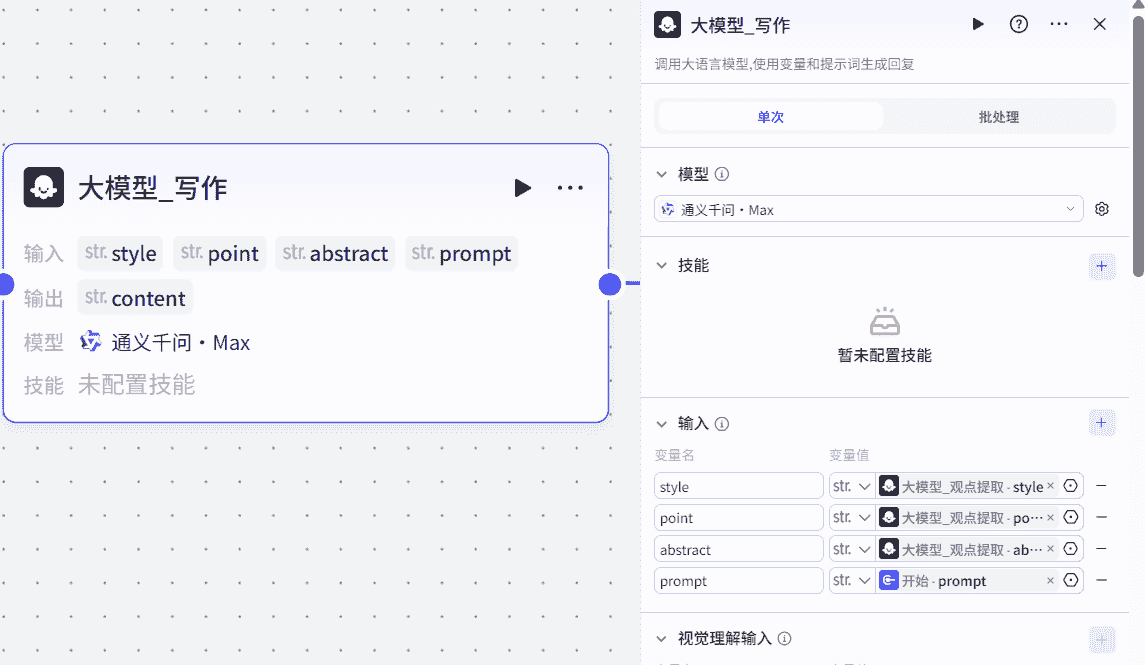 大模型_写作
输入 str. style str. point str. abstract str. prompt
输出 str. content
模型 通义千问·Max
技能 未配置技能
大模型_写作
调用大语言模型,使用变量和提示词生成回复
单次 批处理
模型
通义千问·Max
技能
暂未配置技能
输入
变量名 变量值
style str. 大模型_观点提取 - style
point str. 大模型_观点提取 - po···
abstract str. 大模型_观点提取 - ab···
prompt str. 开始 - prompt
视觉理解输入